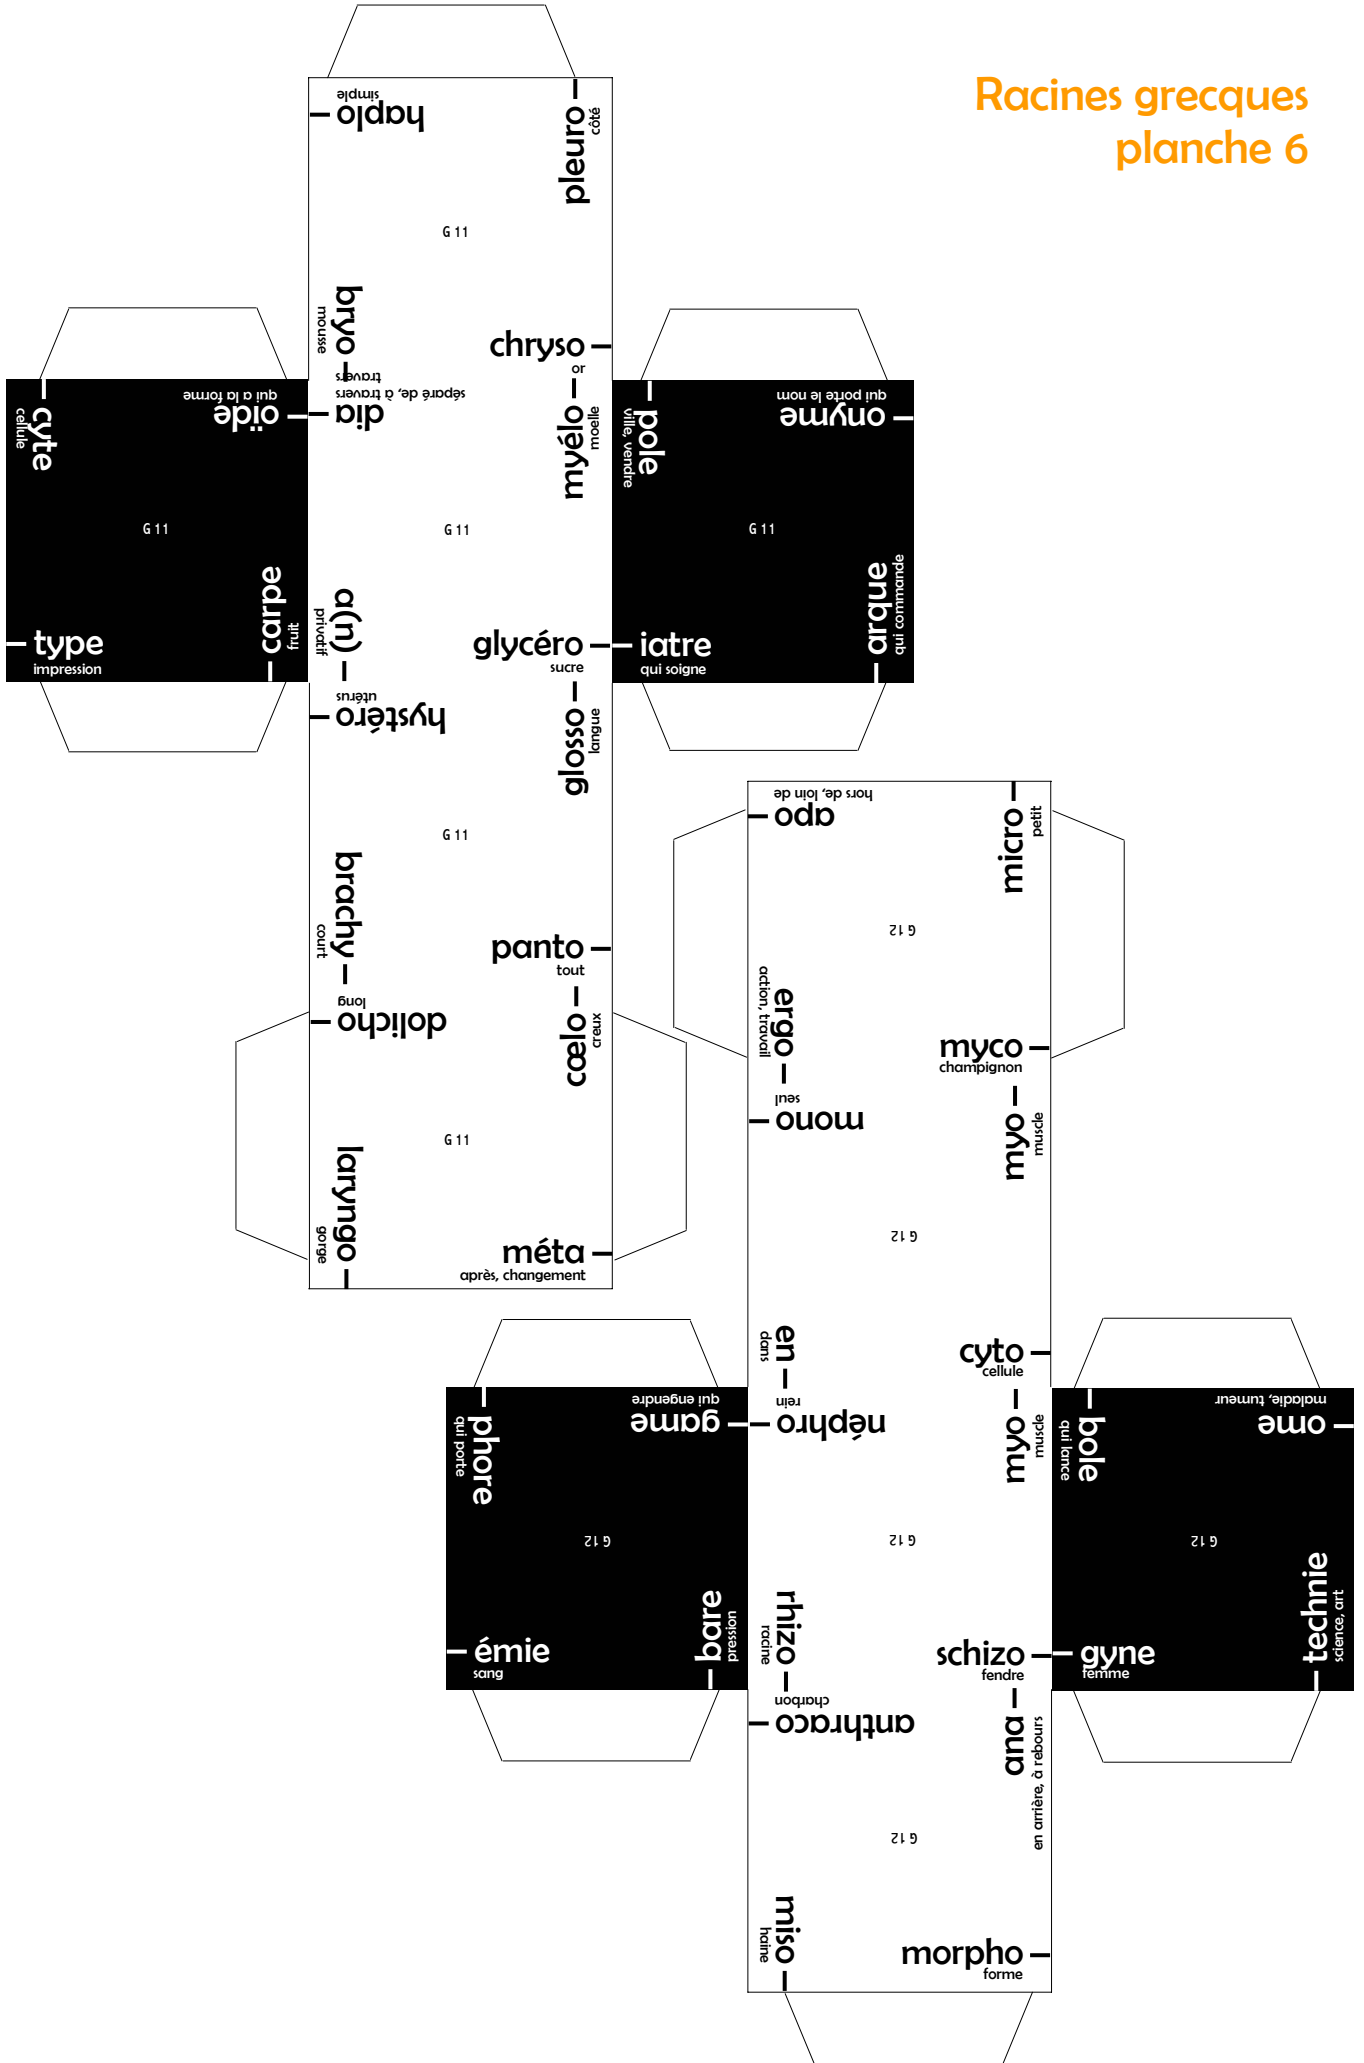 Racines grecques
planche 6
haplo
simple
pleuro
côté
G 11
bryo
mousse
chryso
or
cyte
cellule
oïde
qui a la forme
G 11
type
impression
carpe
fruit
dia
séparé de, à travers
travers
myélo
moelle
G 11
a(n)
privatif
glycéro
sucre
pole
ville, vendre
onyme
qui porte le nom
G 11
iatre
qui soigne
arque
qui commande
hystéro
utérus
glosso
langue
G 11
brachy
court
panto
tout
dolicho
long
cœlo
creux
G 11
laryngo
gorge
méta
après, changement
apo
hors de, loin de
micro
petit
G 12
ergo
action, travail
myco
champignon
mono
seul
myo
muscle
G 12
en
dans
cyto
cellule
phore
qui porte
game
qui engendre
G 12
émie
sang
bare
pression
néphro
rein
myo
muscle
G 12
rhizo
racine
schizo
fendre
bole
qui lance
ome
maladie, tumeur
G 12
gyne
femme
technie
science, art
anthraco
charbon
ana
en arrière, à rebours
G 12
miso
haine
morpho
forme